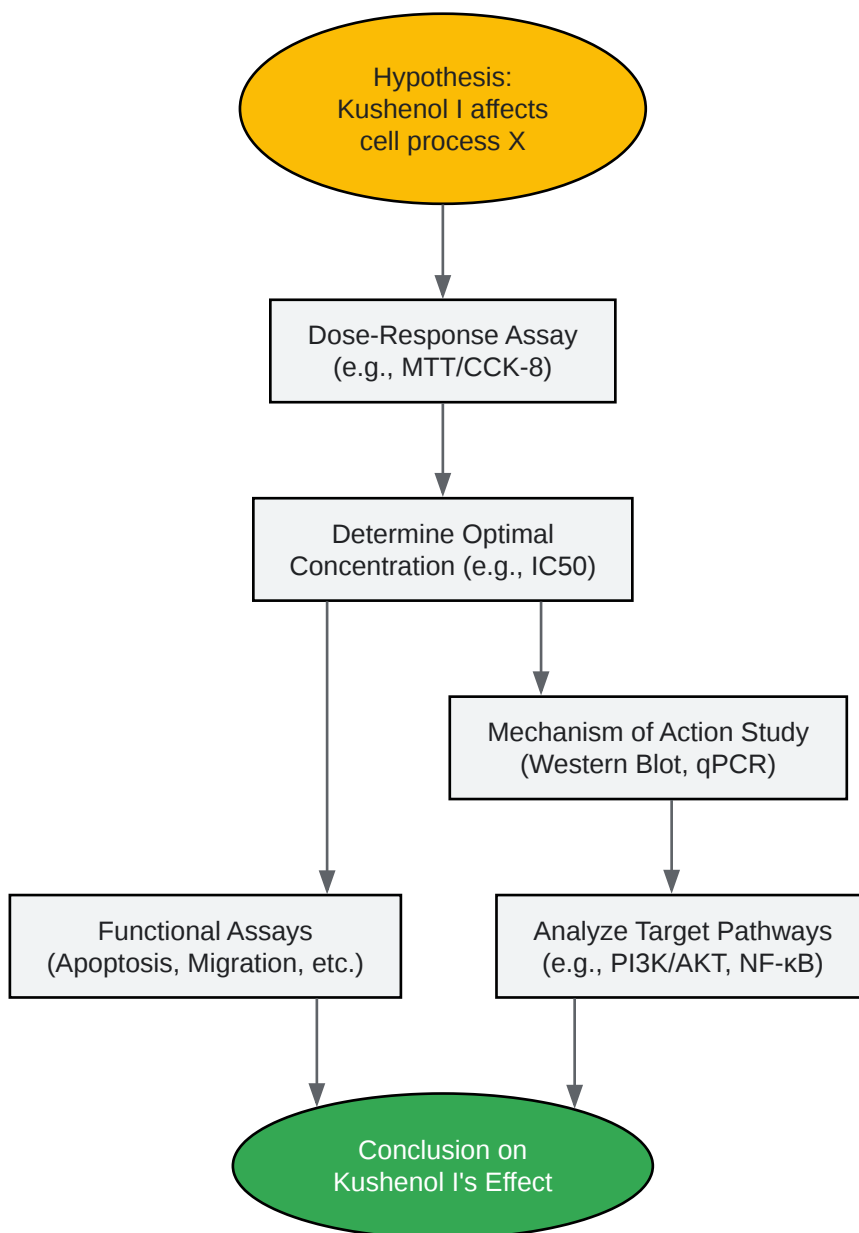 Hypothesis:
Kushenol I affects
cell process X
Dose-Response Assay
(e.g., MTT/CCK-8)
Determine Optimal
Concentration (e.g., IC50)
Mechanism of Action Study
(Western Blot, qPCR)
Functional Assays
(Apoptosis, Migration, etc.)
Analyze Target Pathways
(e.g., PI3K/AKT, NF-κB)
Conclusion on
Kushenol I's Effect